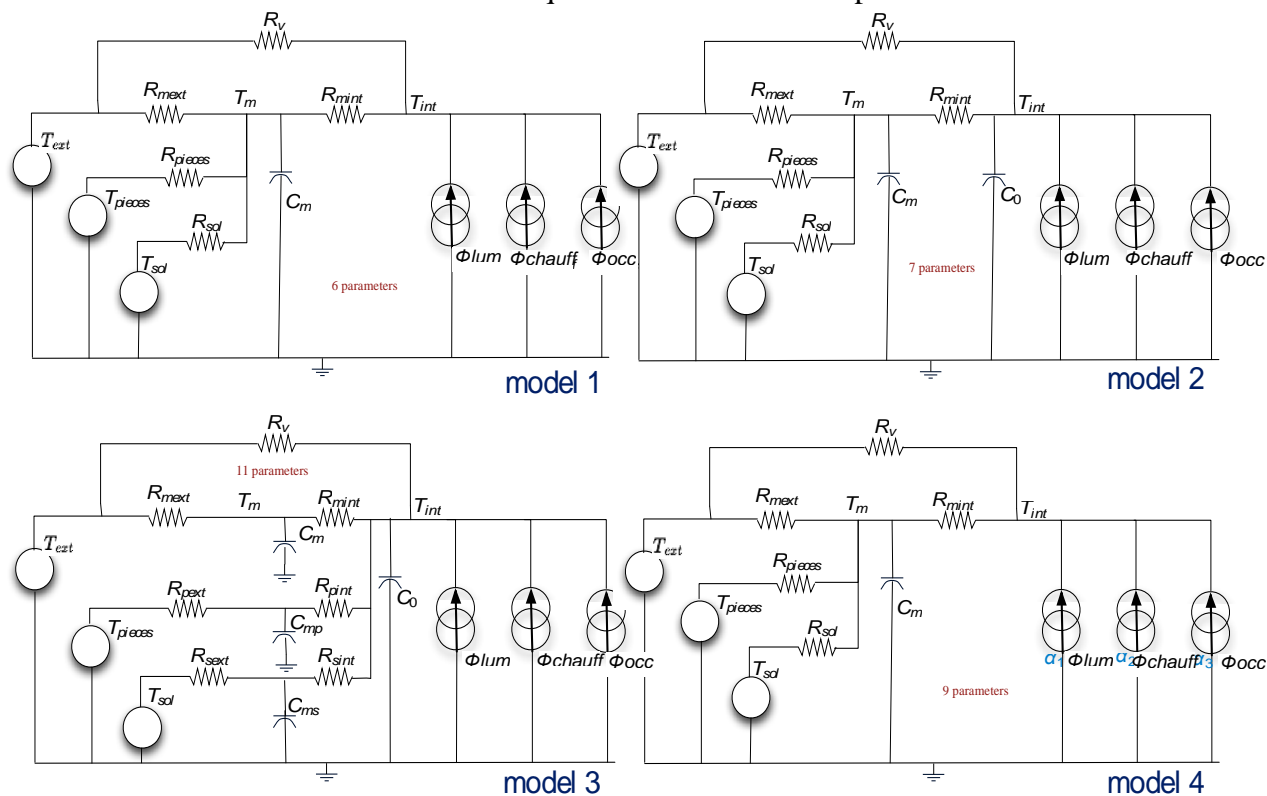 R_v
R_mext
T_m
R_mint
T_int
T_ext
R_pieces
T_pieces
C_m
R_sol
T_sol
Φlum
Φchauff
Φocc
6 parameters
model 1
R_v
R_mext
T_m
R_mint
T_int
T_ext
R_pieces
T_pieces
C_m
C_0
R_sol
T_sol
Φlum
Φchauff
Φocc
7 parameters
model 2
R_v
11 parameters
R_mext
T_m
R_mint
T_int
C_m
T_ext
R_pext
R_pint
C_0
T_pieces
C_mp
R_sext
R_sint
Φlum
Φchauff
Φocc
T_sol
C_ms
model 3
R_v
R_mext
T_m
R_mint
T_int
T_ext
R_pieces
T_pieces
C_m
R_sol
T_sol
α_1 Φlum
α_2 Φchauff
α_3 Φocc
9 parameters
model 4